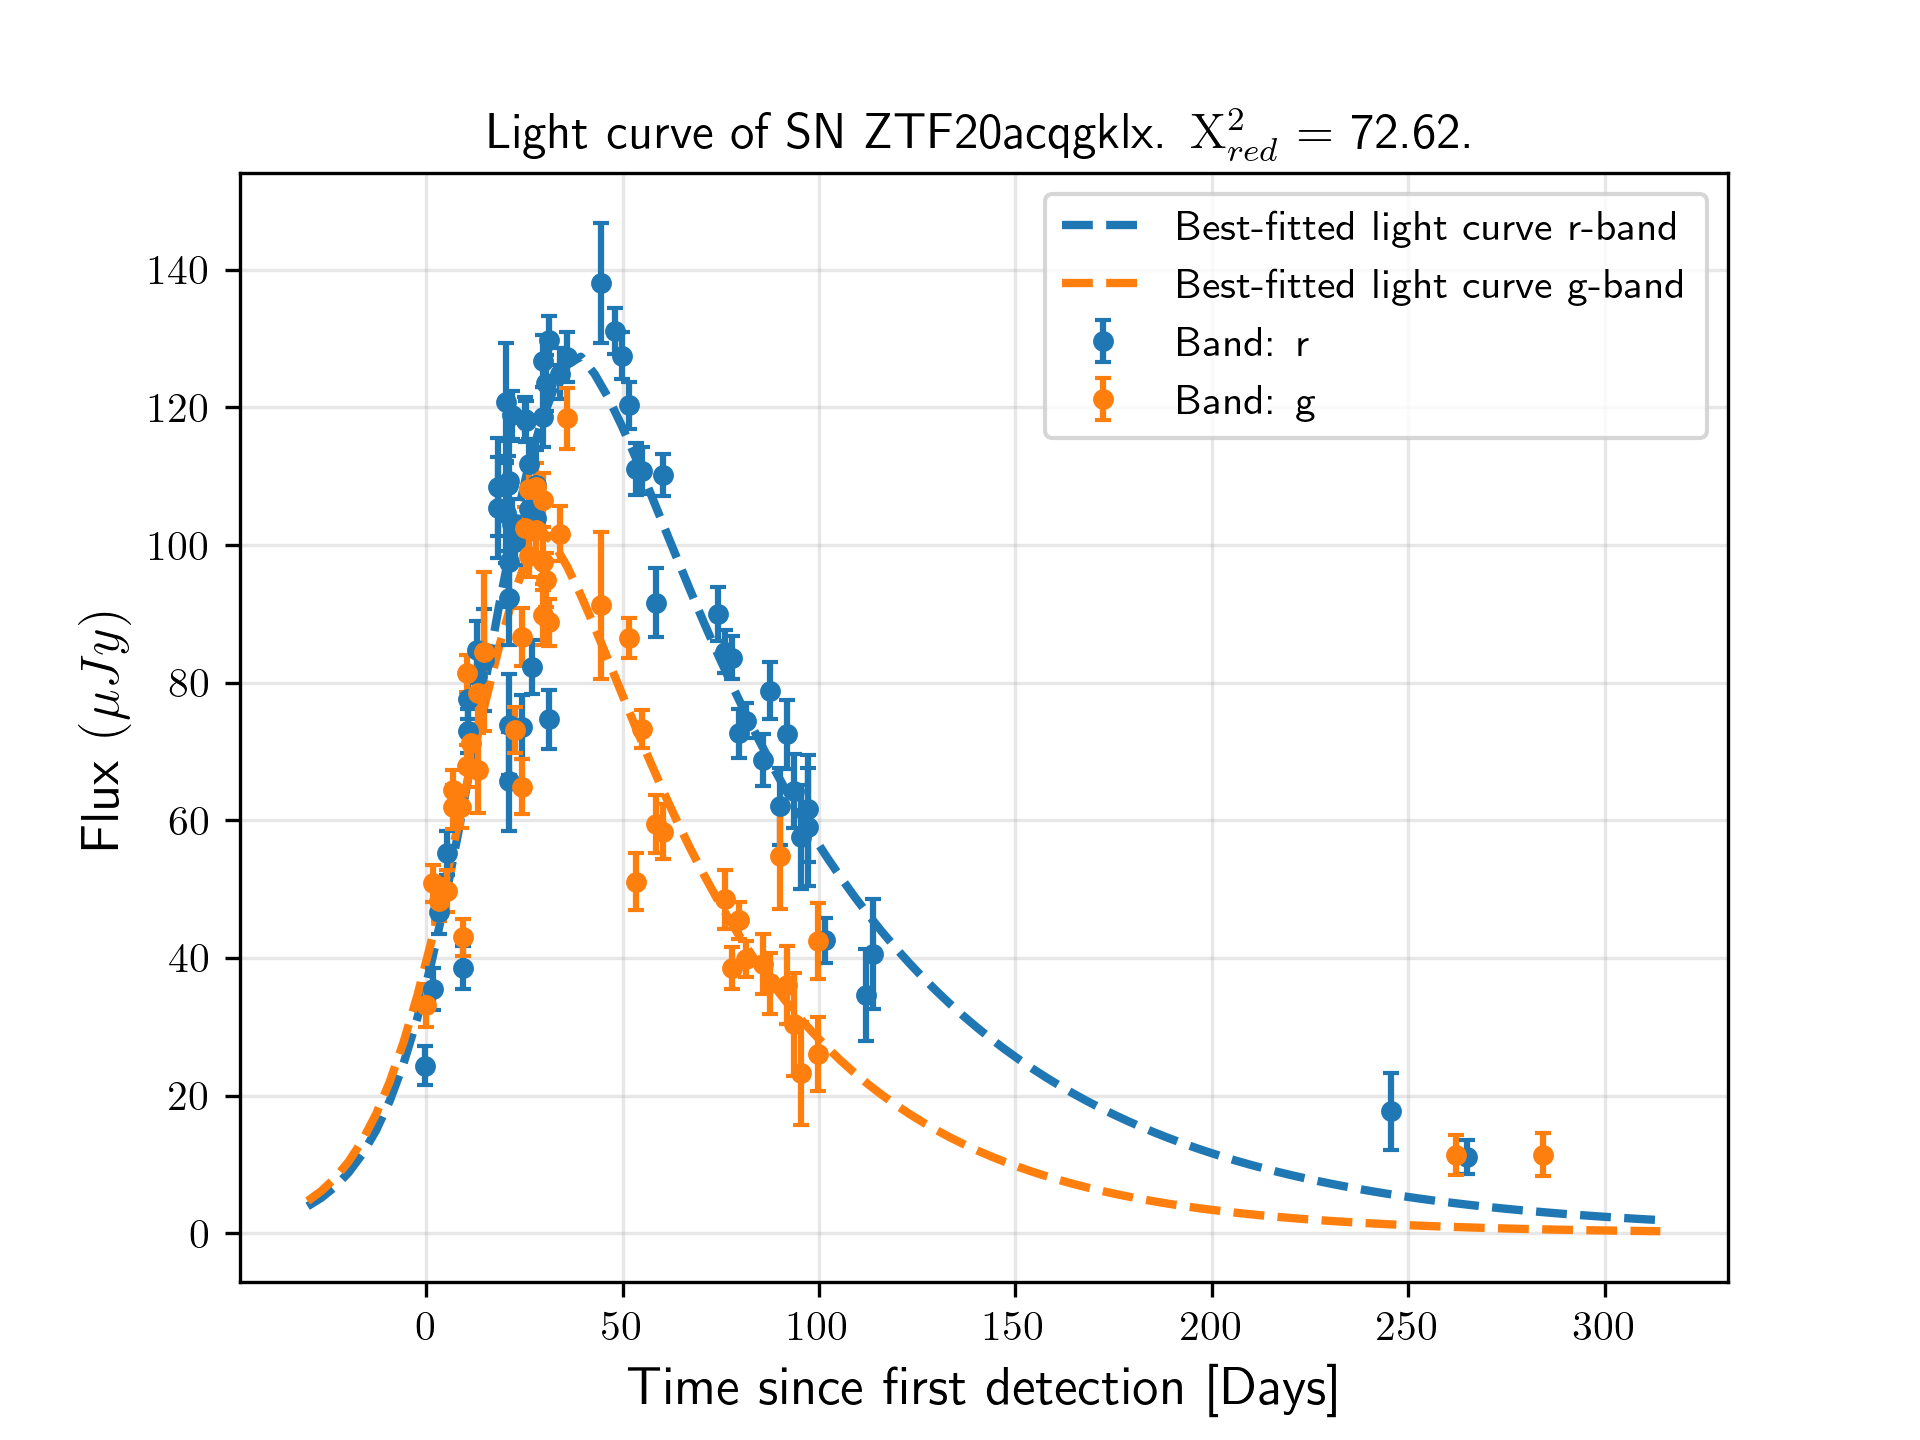 Light curve of SN ZTF20acqgklx. X²_red = 72.62.
Best-fitted light curve r-band
Best-fitted light curve g-band
Band: r
Band: g
Flux (μJy)
140
120
100
80
60
40
20
0
0 50 100 150 200 250 300
Time since first detection [Days]